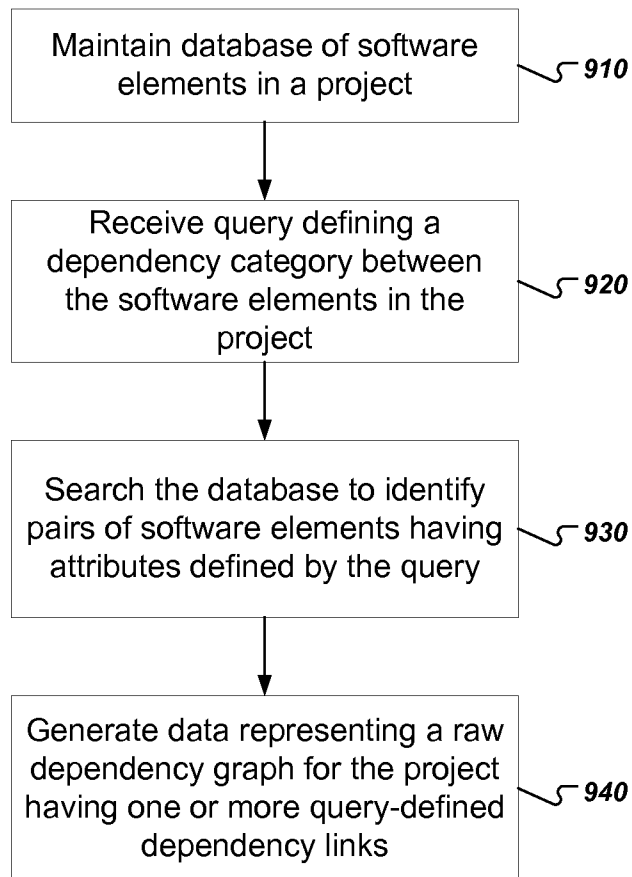 Maintain database of software
elements in a project
910
Receive query defining a
dependency category between
the software elements in the
project
920
Search the database to identify
pairs of software elements having
attributes defined by the query
930
Generate data representing a raw
dependency graph for the project
having one or more query-defined
dependency links
940